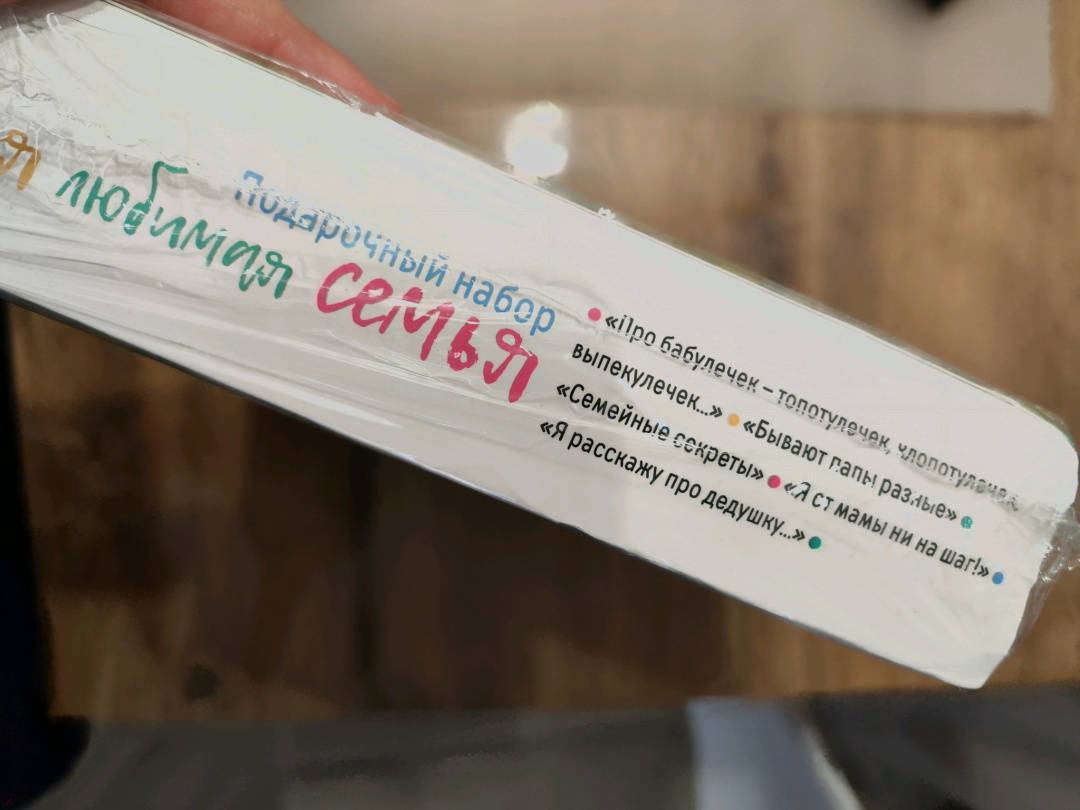 Подарочный набор
я любимая семья
«Про бабулечек – топотулечек, хлопотулечек,
выпекулечек...» «Бывают папы разные»
«Семейные секреты» «Я от мамы ни на шаг!»
«Я расскажу про дедушку...»